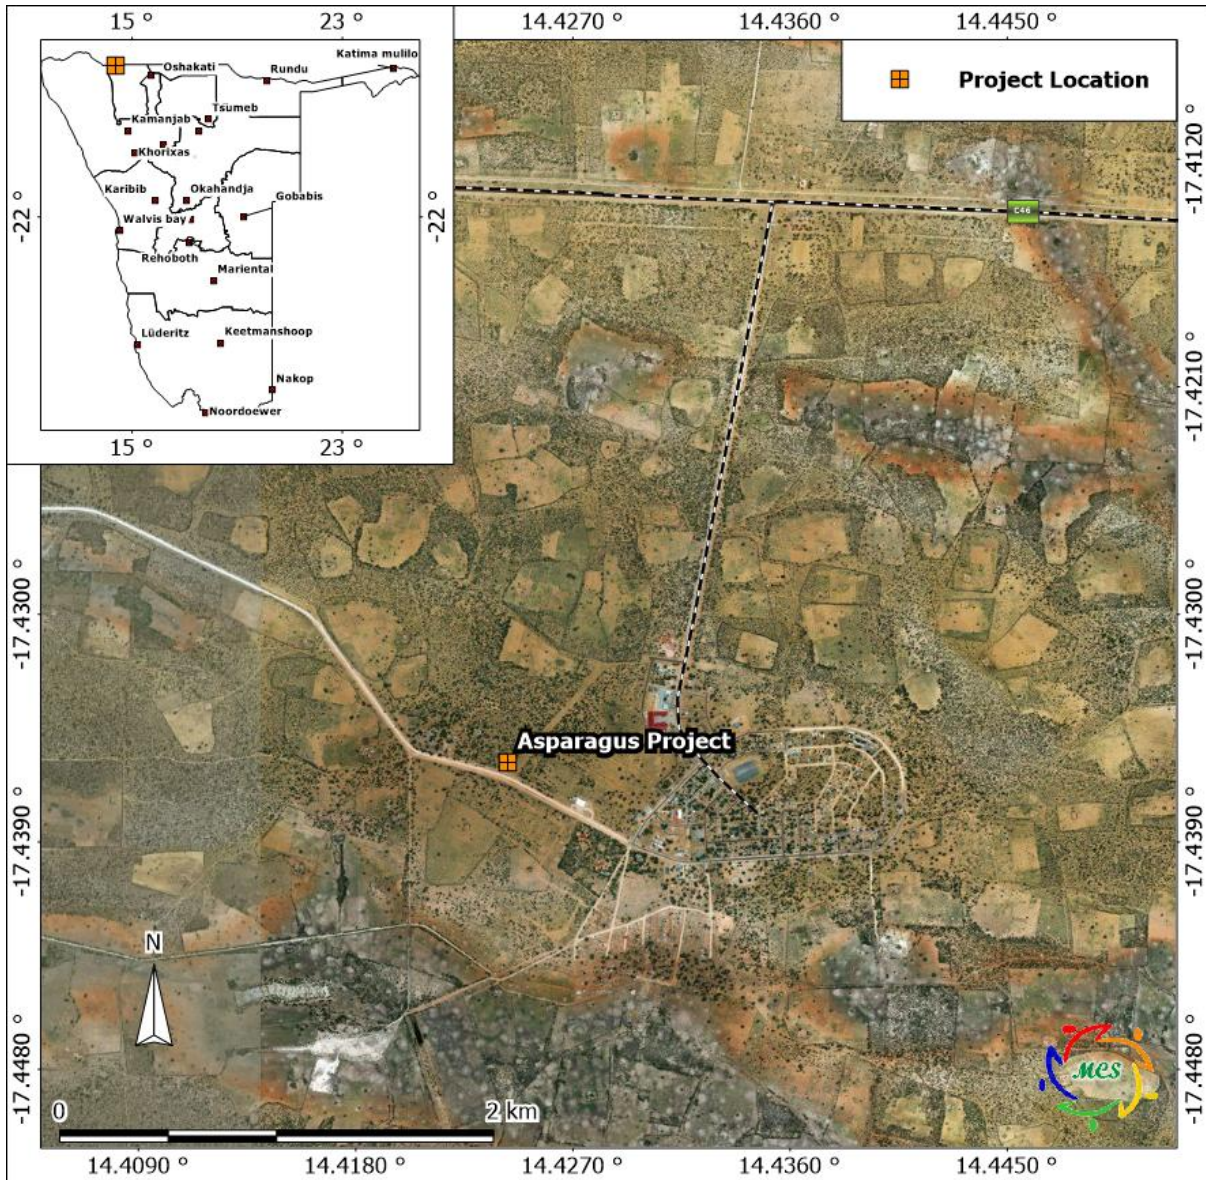 15 °
23 °
14.4270 °
14.4360 °
14.4450 °
Katima mulilo
Oshakati
Rundu
Project Location
Tsumeb
Kamanjab
Khorixas
-17.4120 °
Karibib
Okahandja
Gobabis
-22 °
-22 °
Walvis bay
C46
Rehoboth
Mariental
Lüderitz
Keetmanshoop
-17.4210 °
Nakop
Noordoewer
15 °
23 °
-17.4300 °
-17.4300 °
Asparagus Project
-17.4390 °
-17.4390 °
N
-17.4480 °
-17.4480 °
MCS
0
2 km
14.4090 °
14.4180 °
14.4270 °
14.4360 °
14.4450 °